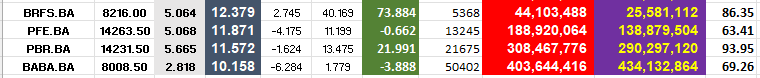 BRFS.BA 8216.00 5.064 12.379 2.745 40.169 73.884 5368 44,103,488 25,581,112 86.35
PFE.BA 14263.50 5.068 11.871 -4.175 11.199 -0.662 13245 188,920,064 138,879,504 63.41
PBR.BA 14231.50 5.665 11.572 -1.624 13.475 21.991 21675 308,467,776 290,297,120 93.95
BABA.BA 8008.50 2.818 10.158 -6.284 1.779 -3.888 50402 403,644,416 434,132,864 69.26